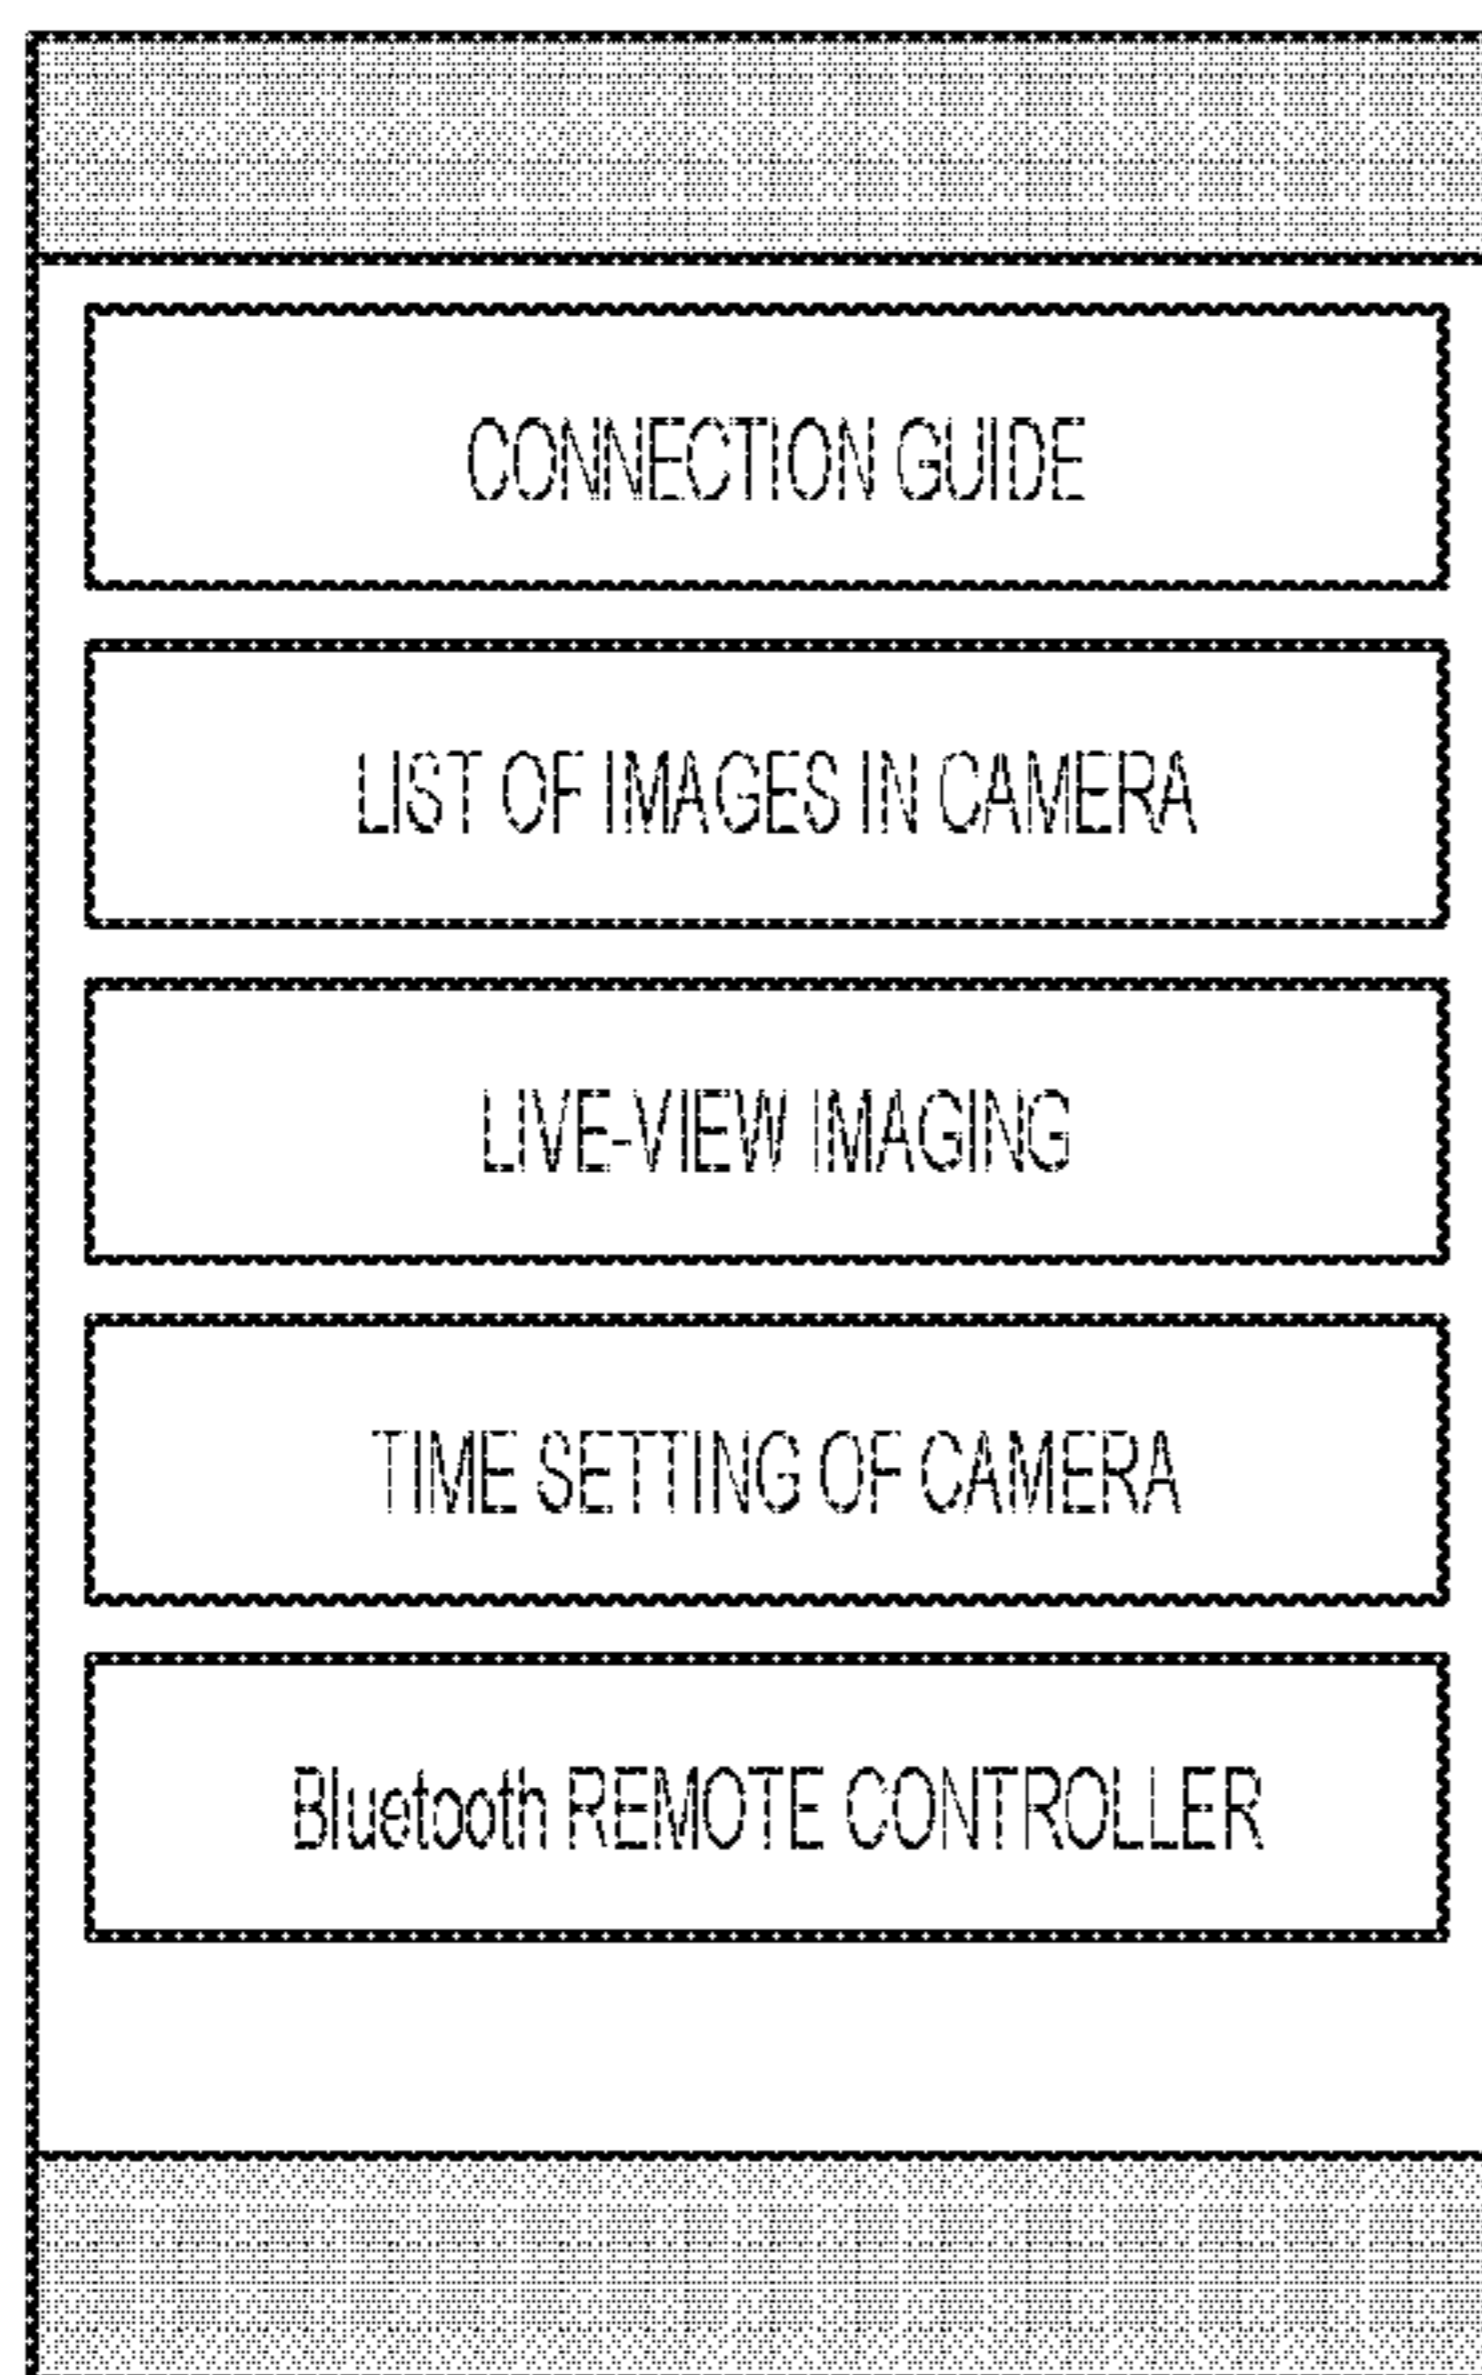 CONNECTION GUIDE
LIST OF IMAGES IN CAMERA
LIVE-VIEW IMAGING
TIME SETTING OF CAMERA
Bluetooth REMOTE CONTROLLER